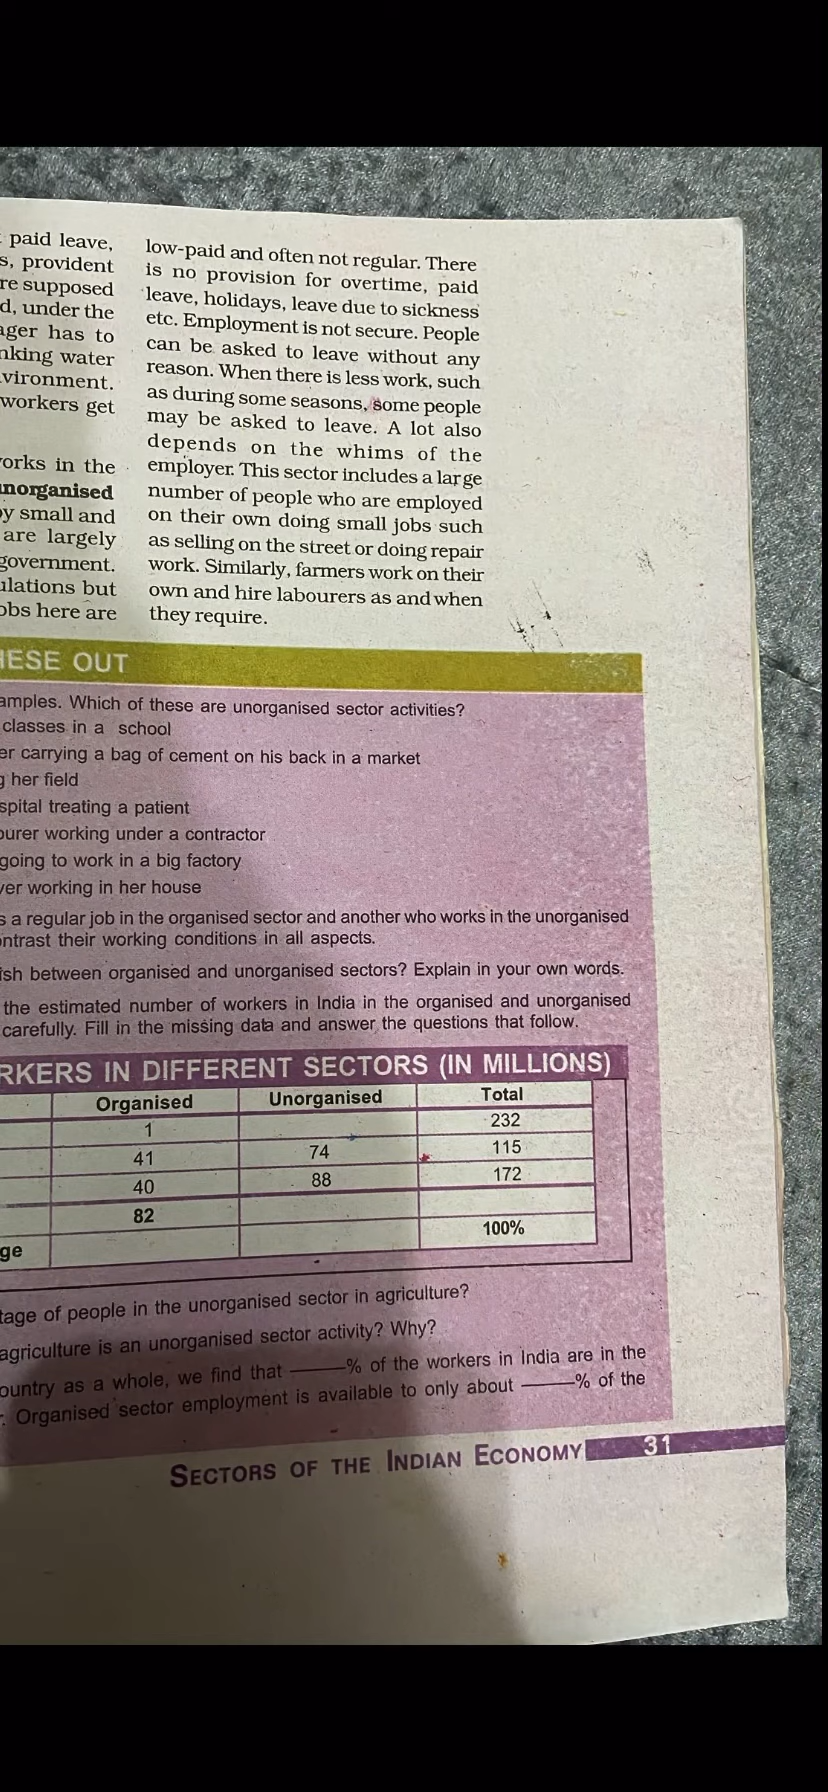 paid leave,
s, provident
re supposed
d, under the
ager has to
nking water
vironment.
workers get
orks in the
unorganised
by small and
are largely
government.
ulations but
obs here are
low-paid and often not regular. There
is no provision for overtime, paid
leave, holidays, leave due to sickness
etc. Employment is not secure. People
can be asked to leave without any
reason. When there is less work, such
as during some seasons, some people
may be asked to leave. A lot also
depends on the whims of the
employer. This sector includes a large
number of people who are employed
on their own doing small jobs such
as selling on the street or doing repair
work. Similarly, farmers work on their
own and hire labourers as and when
they require.
HESE OUT
amples. Which of these are unorganised sector activities?
classes in a school
er carrying a bag of cement on his back in a market
g her field
spital treating a patient
ourer working under a contractor
going to work in a big factory
ver working in her house
s a regular job in the organised sector and another who works in the unorganised
ontrast their working conditions in all aspects.
ish between organised and unorganised sectors? Explain in your own words.
the estimated number of workers in India in the organised and unorganised
carefully. Fill in the missing data and answer the questions that follow.
RKERS IN DIFFERENT SECTORS (IN MILLIONS)
Organised Unorganised Total
1 232
41 74 115
40 88 172
82
ge 100%
tage of people in the unorganised sector in agriculture?
agriculture is an unorganised sector activity? Why?
ountry as a whole, we find that ——% of the workers in India are in the
. Organised sector employment is available to only about ——% of the
SECTORS OF THE INDIAN ECONOMY 31